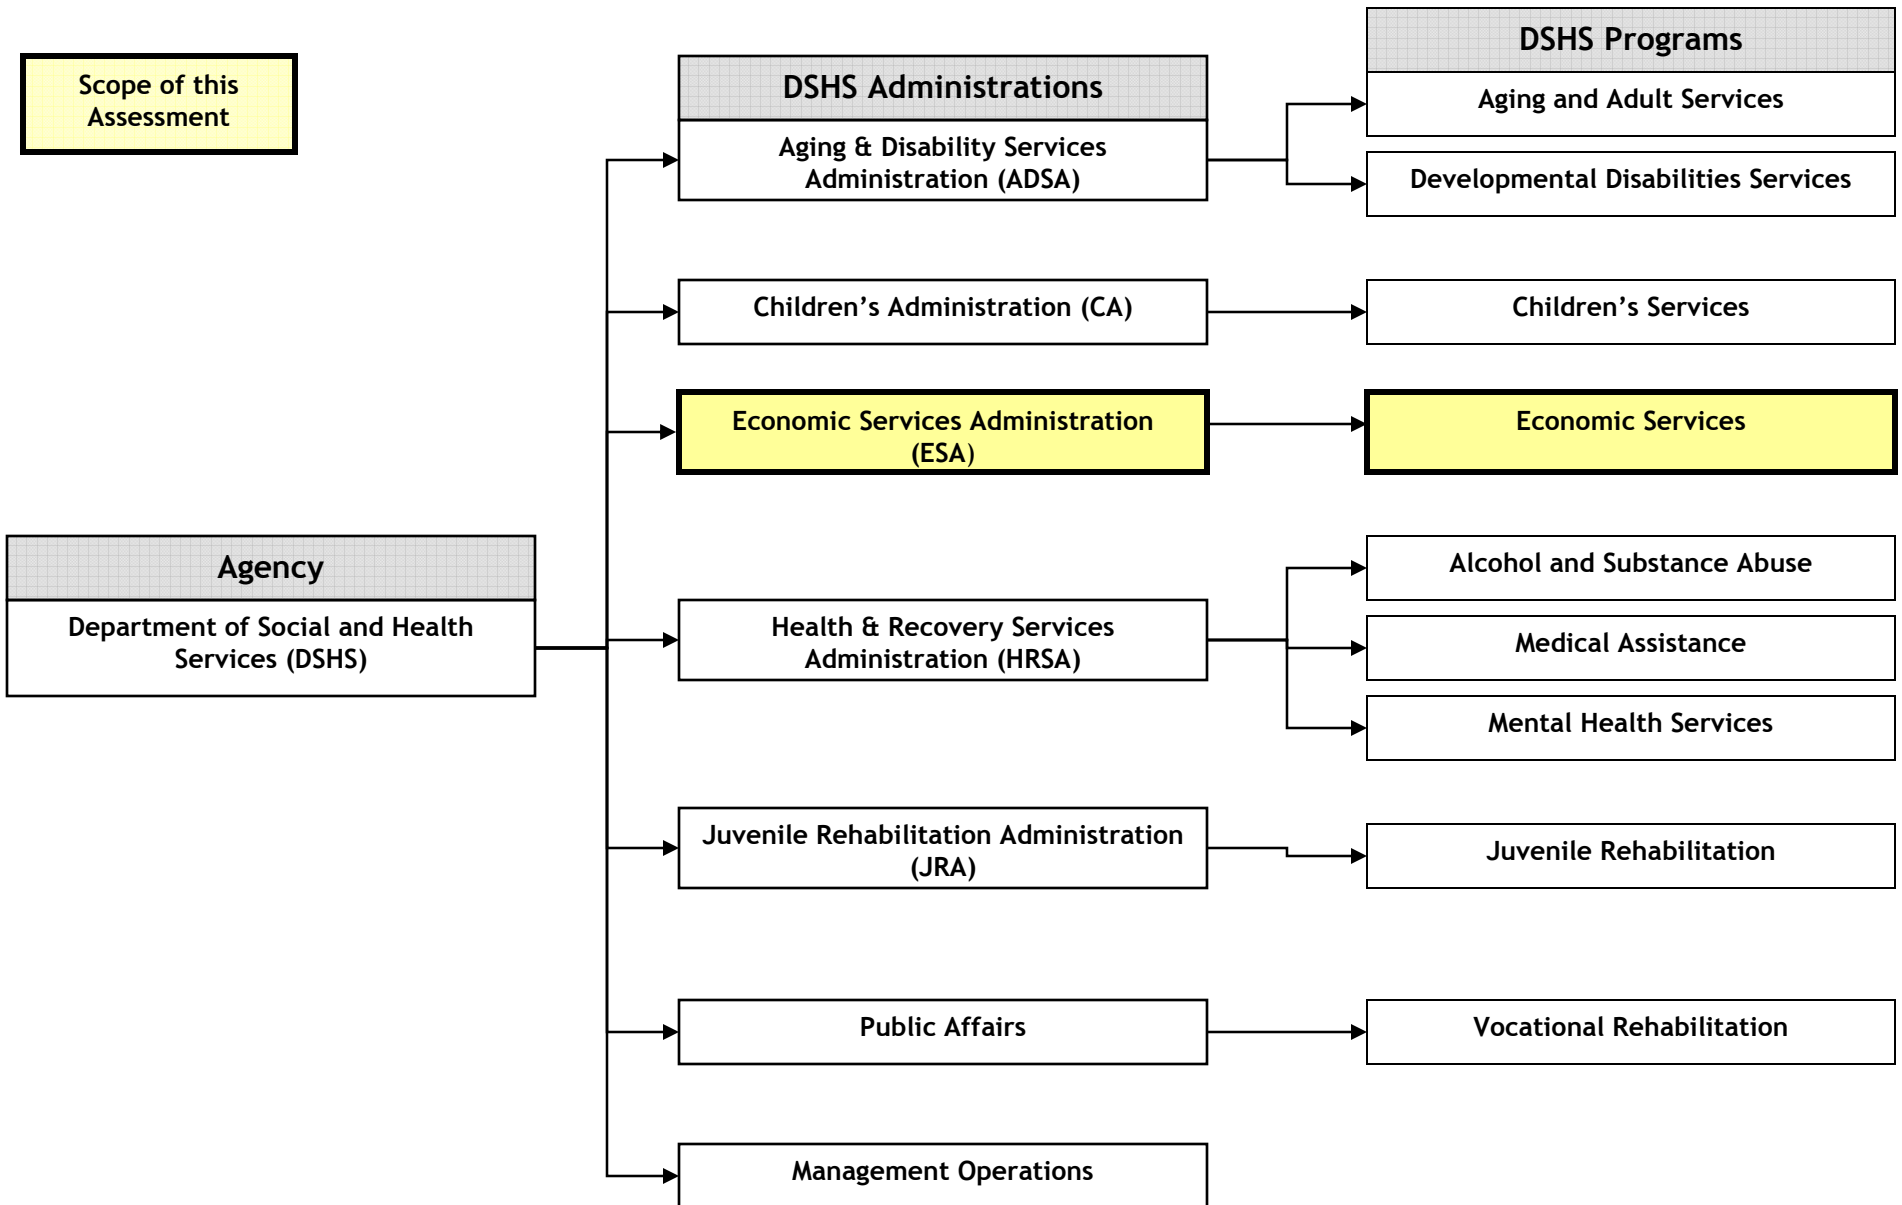 Scope of this
Assessment
Agency
Department of Social and Health
Services (DSHS)
DSHS Administrations
Aging & Disability Services
Administration (ADSA)
Children’s Administration (CA)
Economic Services Administration
(ESA)
Health & Recovery Services
Administration (HRSA)
Juvenile Rehabilitation Administration
(JRA)
Public Affairs
Management Operations
DSHS Programs
Aging and Adult Services
Developmental Disabilities Services
Children’s Services
Economic Services
Alcohol and Substance Abuse
Medical Assistance
Mental Health Services
Juvenile Rehabilitation
Vocational Rehabilitation